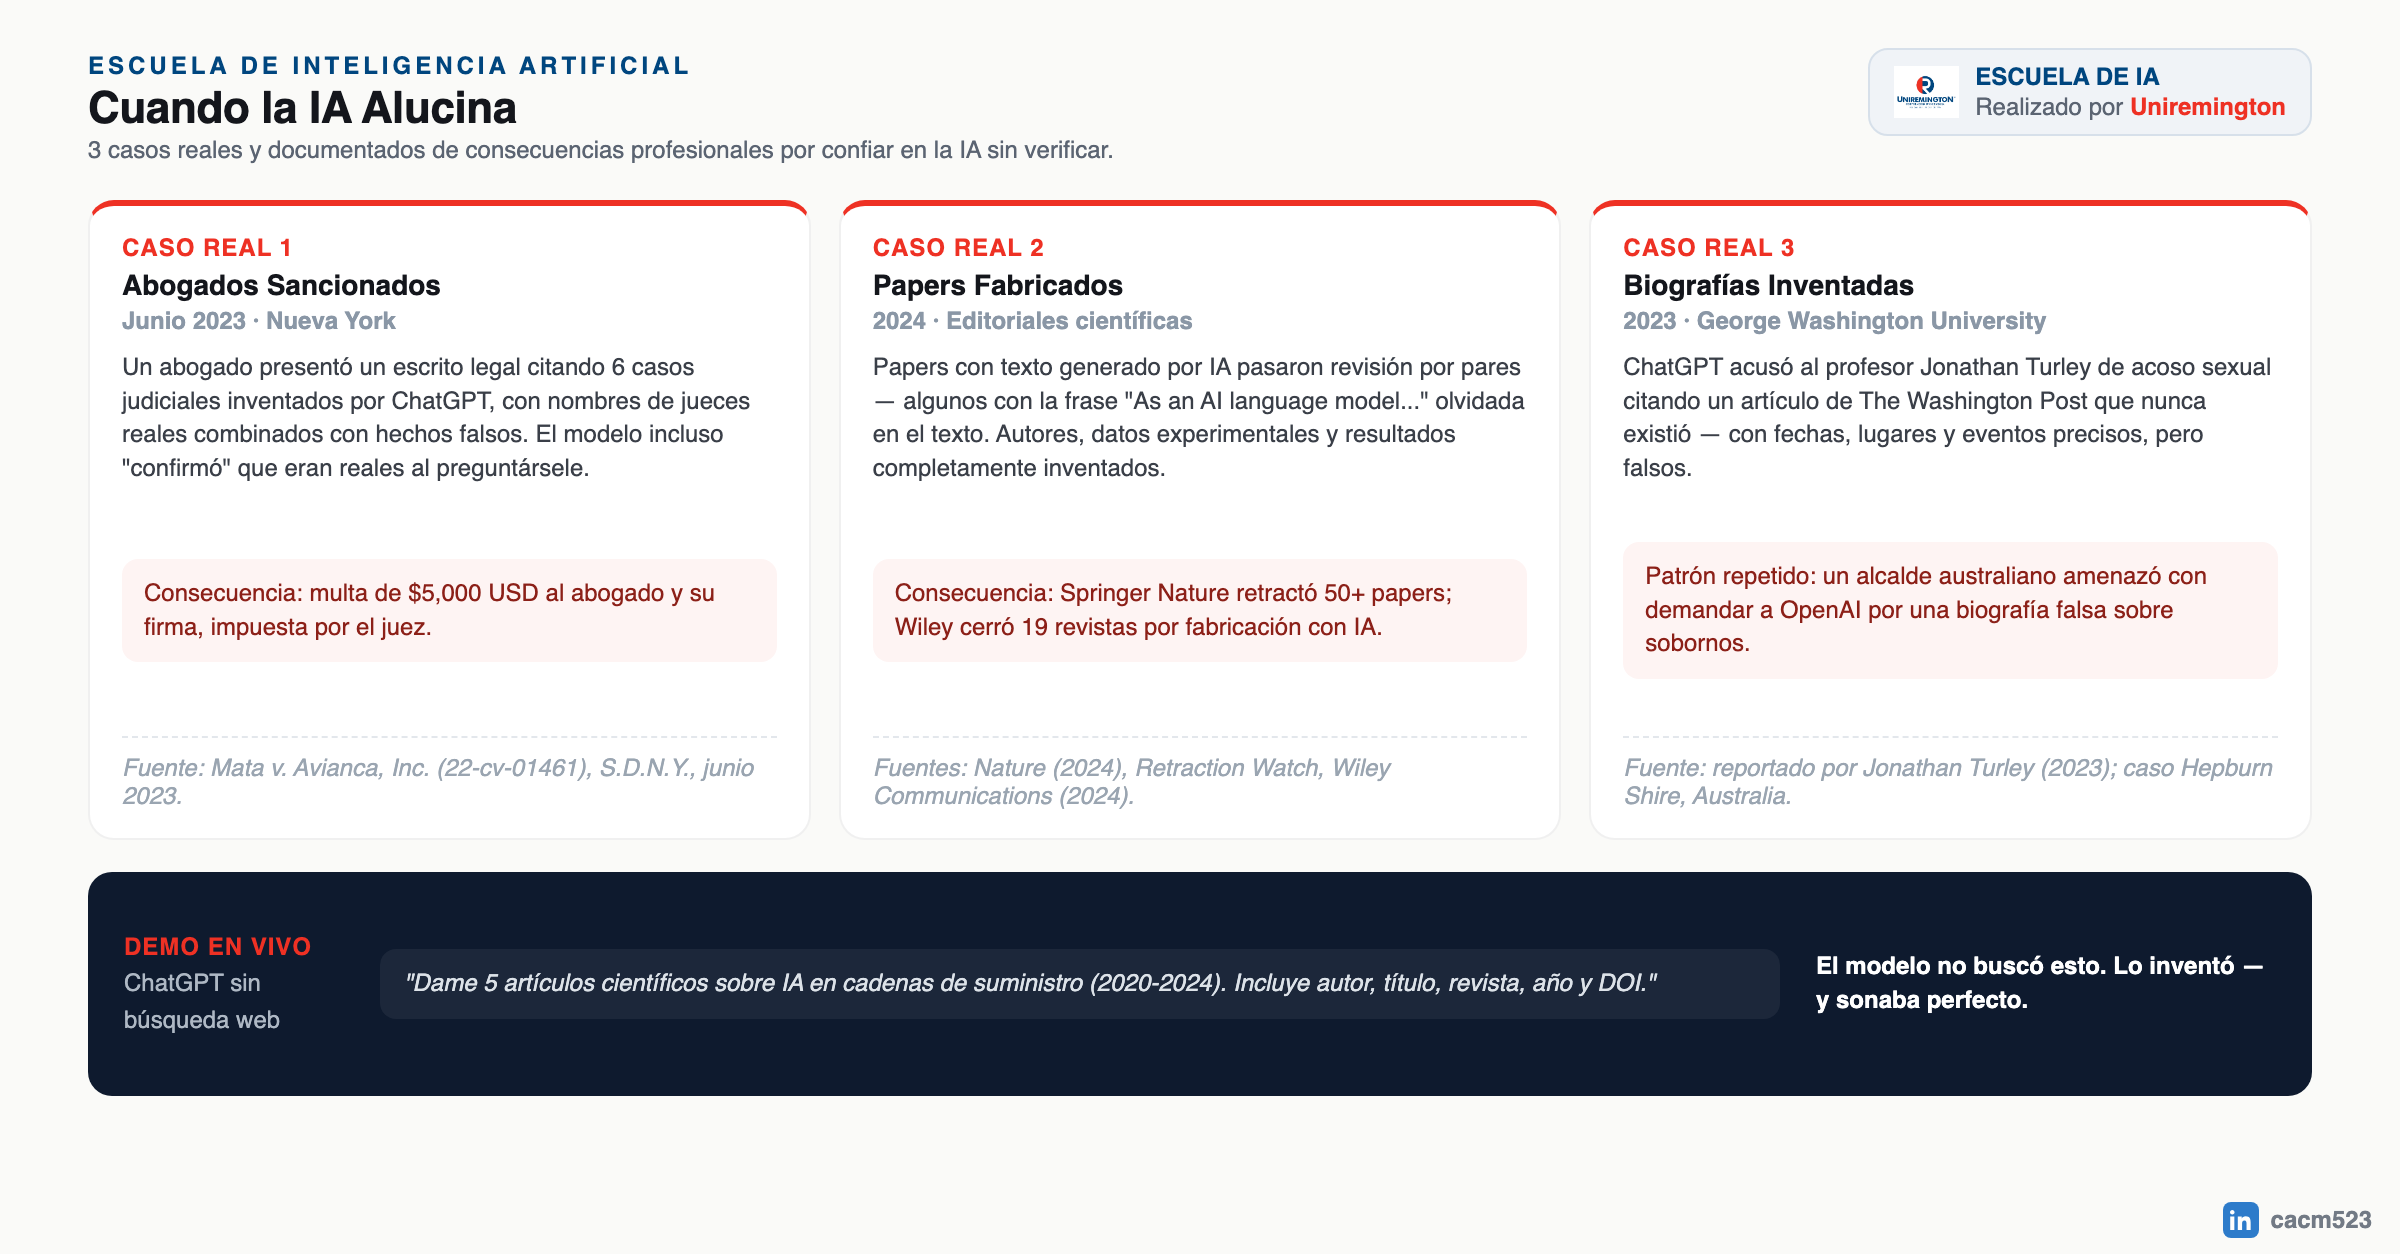 ESCUELA DE INTELIGENCIA ARTIFICIAL
Cuando la IA Alucina
3 casos reales y documentados de consecuencias profesionales por confiar en la IA sin verificar.
UNIREMINGTON
ESCUELA DE IA
Realizado por Uniremington
CASO REAL 1
Abogados Sancionados
Junio 2023 · Nueva York
Un abogado presentó un escrito legal citando 6 casos
judiciales inventados por ChatGPT, con nombres de jueces
reales combinados con hechos falsos. El modelo incluso
"confirmó" que eran reales al preguntársele.
Consecuencia: multa de $5,000 USD al abogado y su
firma, impuesta por el juez.
Fuente: Mata v. Avianca, Inc. (22-cv-01461), S.D.N.Y., junio
2023.
CASO REAL 2
Papers Fabricados
2024 · Editoriales científicas
Papers con texto generado por IA pasaron revisión por pares
— algunos con la frase "As an AI language model..." olvidada
en el texto. Autores, datos experimentales y resultados
completamente inventados.
Consecuencia: Springer Nature retractó 50+ papers;
Wiley cerró 19 revistas por fabricación con IA.
Fuentes: Nature (2024), Retraction Watch, Wiley
Communications (2024).
CASO REAL 3
Biografías Inventadas
2023 · George Washington University
ChatGPT acusó al profesor Jonathan Turley de acoso sexual
citando un artículo de The Washington Post que nunca
existió — con fechas, lugares y eventos precisos, pero
falsos.
Patrón repetido: un alcalde australiano amenazó con
demandar a OpenAI por una biografía falsa sobre
sobornos.
Fuente: reportado por Jonathan Turley (2023); caso Hepburn
Shire, Australia.
DEMO EN VIVO
ChatGPT sin
búsqueda web
"Dame 5 artículos científicos sobre IA en cadenas de suministro (2020-2024). Incluye autor, título, revista, año y DOI."
El modelo no buscó esto. Lo inventó —
y sonaba perfecto.
in cacm523